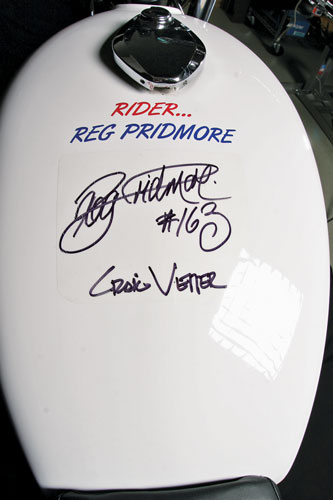 RIDER...
REG PRIDMORE
Reg Pridmore.
#163
CRAIG VETTER